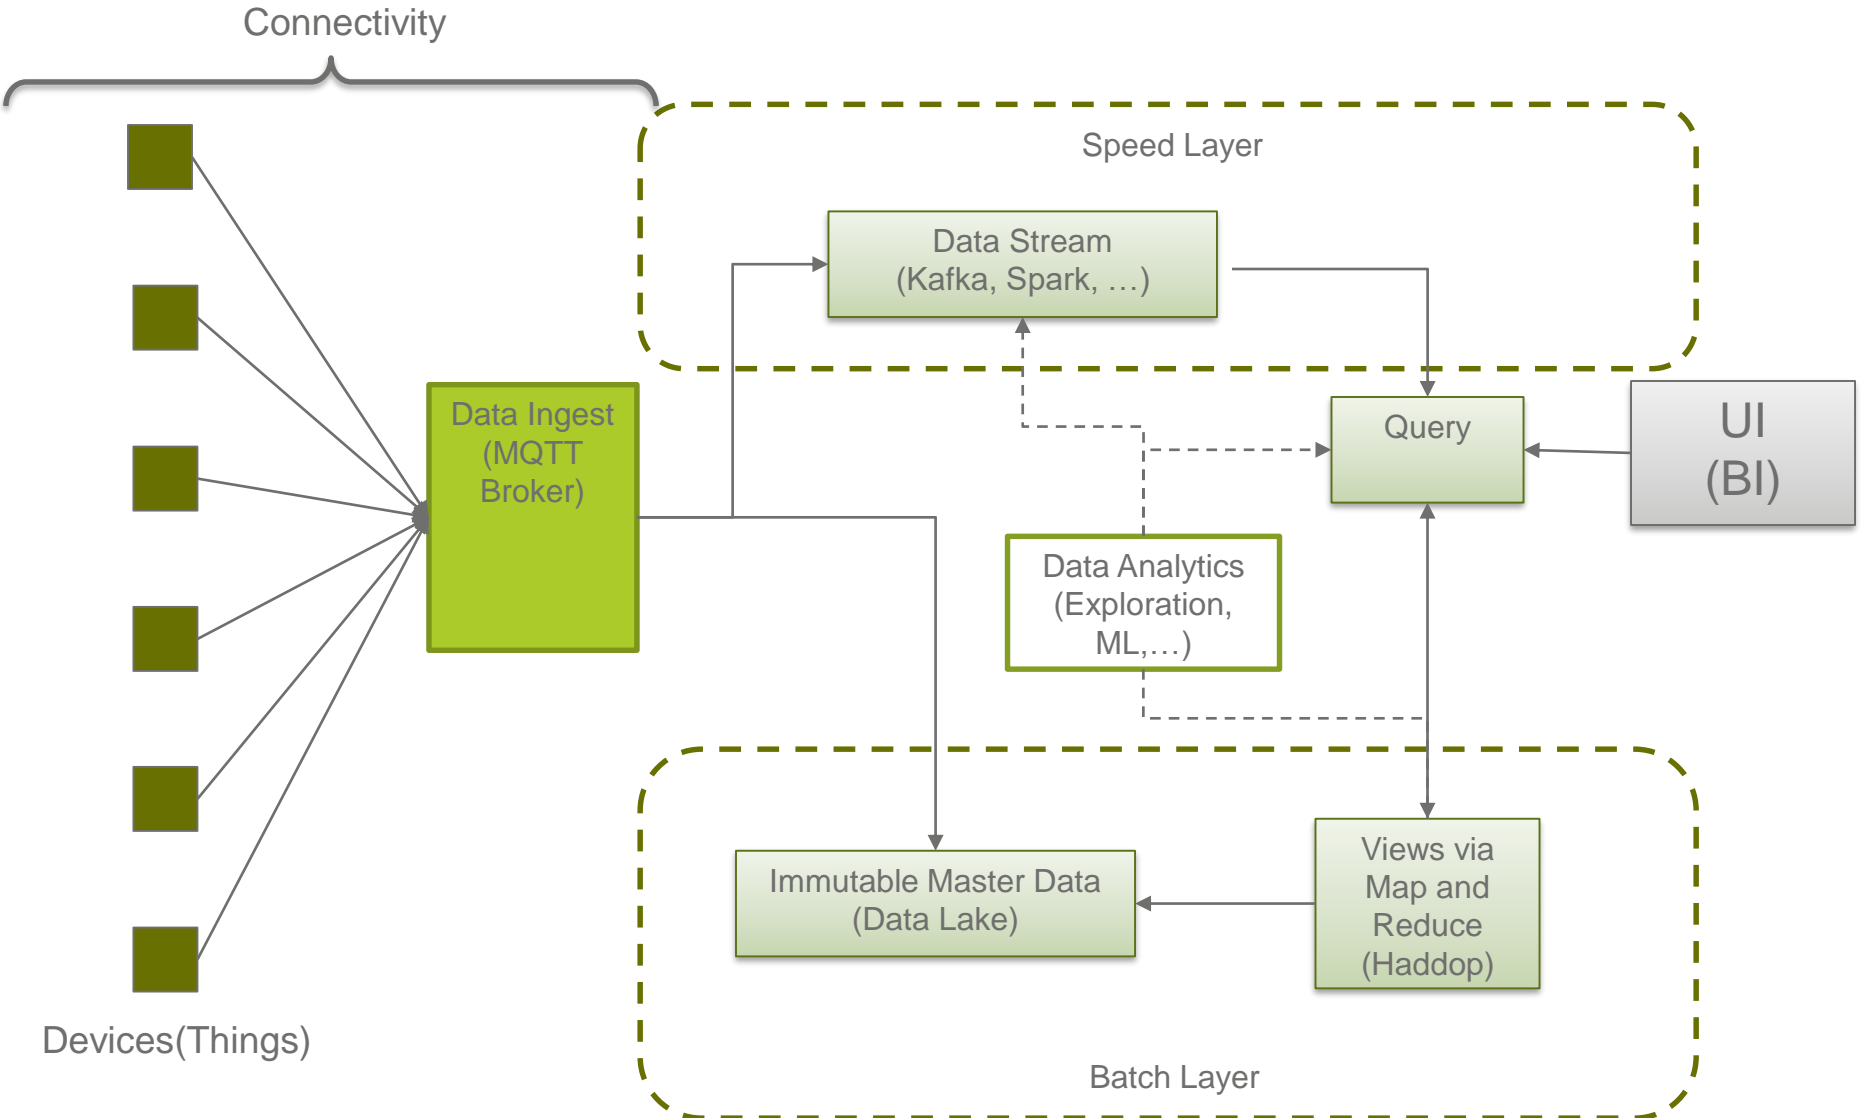 Connectivity
Speed Layer
Data Stream
(Kafka, Spark, …)
Data Ingest
(MQTT
Broker)
Query
UI
(BI)
Data Analytics
(Exploration,
ML,…)
Immutable Master Data
(Data Lake)
Views via
Map and
Reduce
(Haddop)
Devices(Things)
Batch Layer